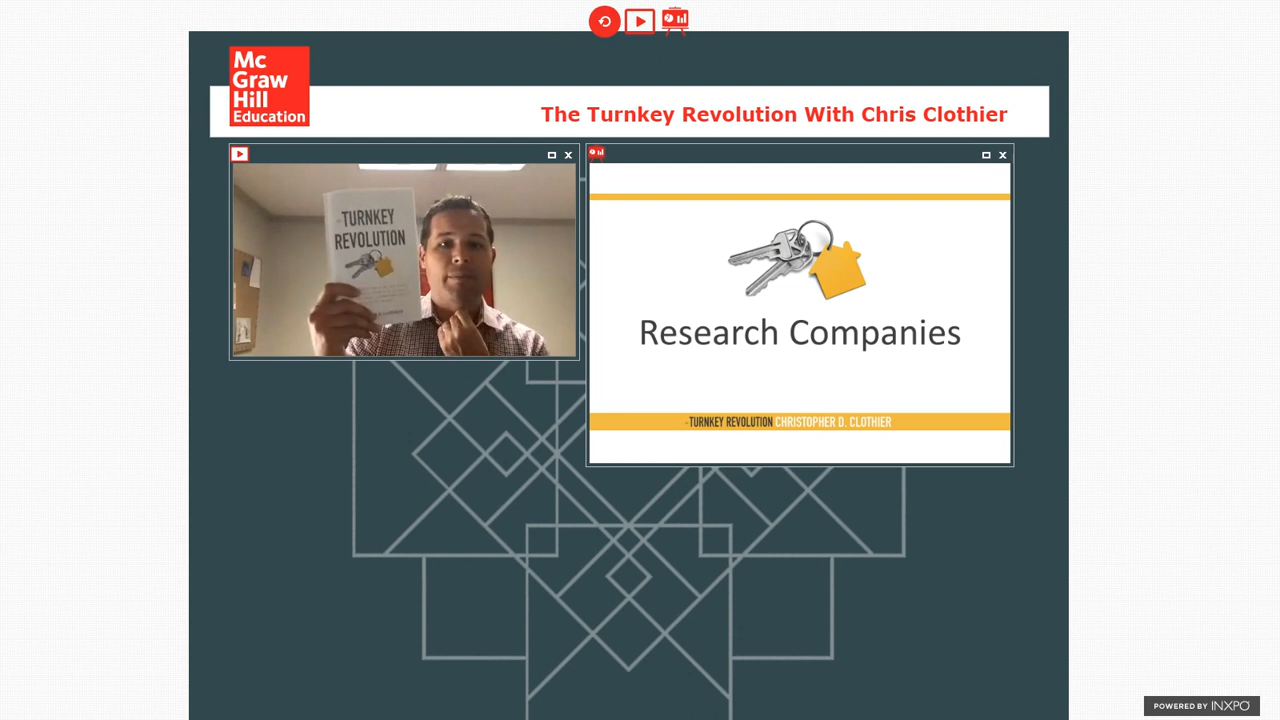 Mc
Graw
Hill
Education
The Turnkey Revolution With Chris Clothier
TURNKEY
REVOLUTION
Research Companies
TURNKEY REVOLUTION CHRISTOPHER D. CLOTHIER
POWERED BY INXPO